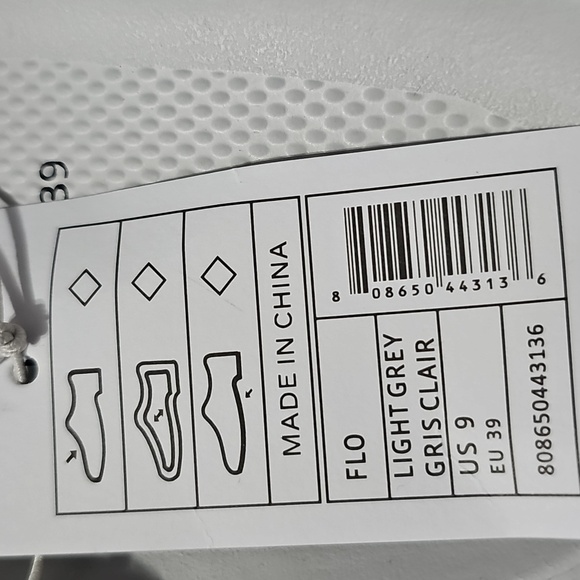 39
MADE IN CHINA
8 08650 44313 6
FLO
LIGHT GREY
GRIS CLAIR
US 9
EU 39
808650443136